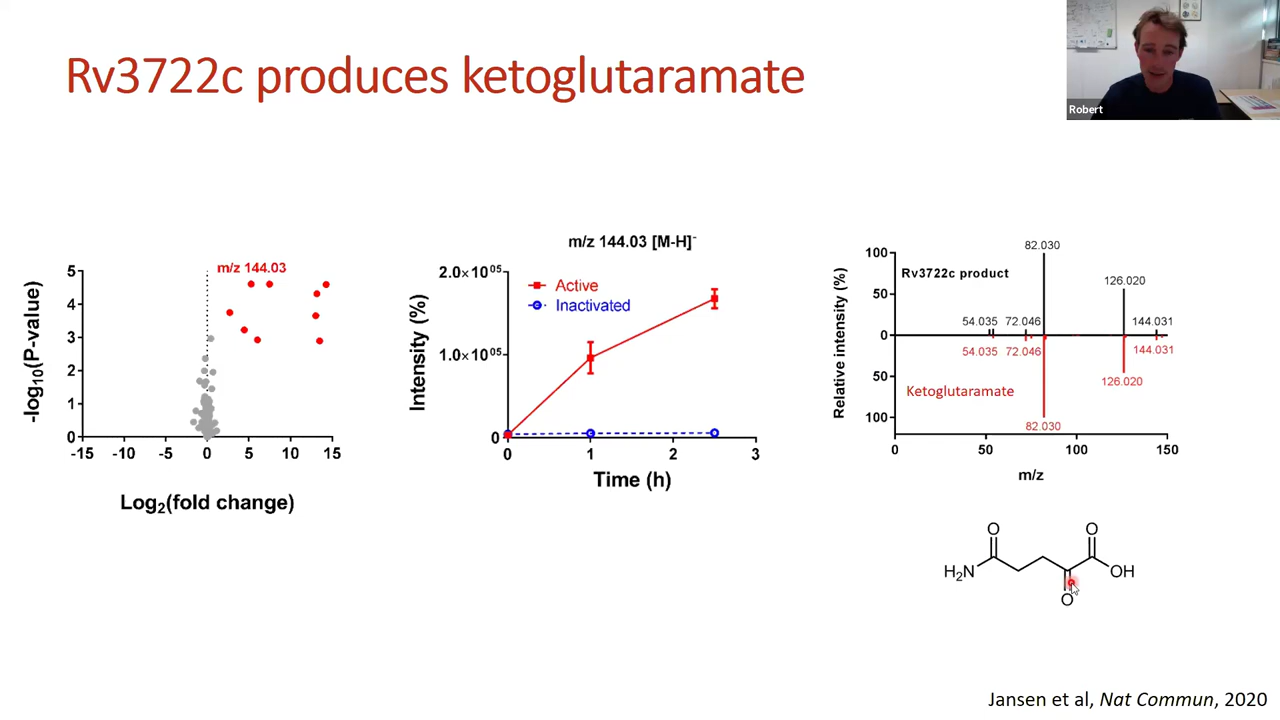 Rv3722c produces ketoglutaramate
Robert
m/z 144.03
5
4
3
2
1
0
-log10(P-value)
-15 -10 -5 0 5 10 15
Log2(fold change)
m/z 144.03 [M-H]-
2.0×10^05
1.0×10^05
0
Intensity (%)
Active
Inactivated
0 1 2 3
Time (h)
82.030
100
50
0
50
100
Relative intensity (%)
Rv3722c product
126.020
54.035 72.046 144.031
54.035 72.046 144.031
126.020
Ketoglutaramate
82.030
0 50 100 150
m/z
O O
H2N OH
O
Jansen et al, Nat Commun, 2020